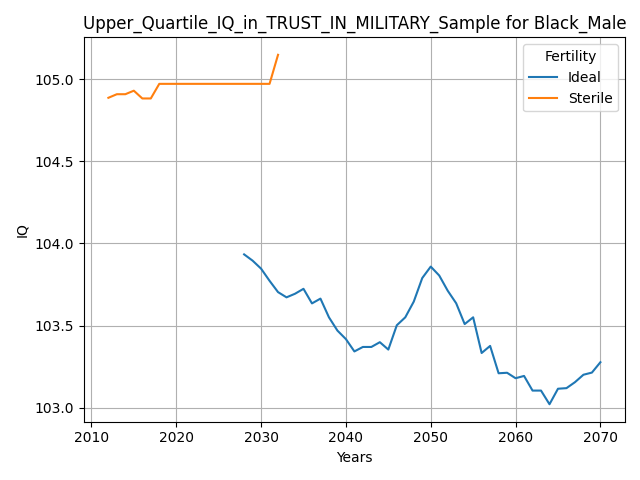 Upper_Quartile_IQ_in_TRUST_IN_MILITARY_Sample for Black_Male
Fertility
Ideal
Sterile
105.0
104.5
104.0
103.5
103.0
IQ
2010 2020 2030 2040 2050 2060 2070
Years